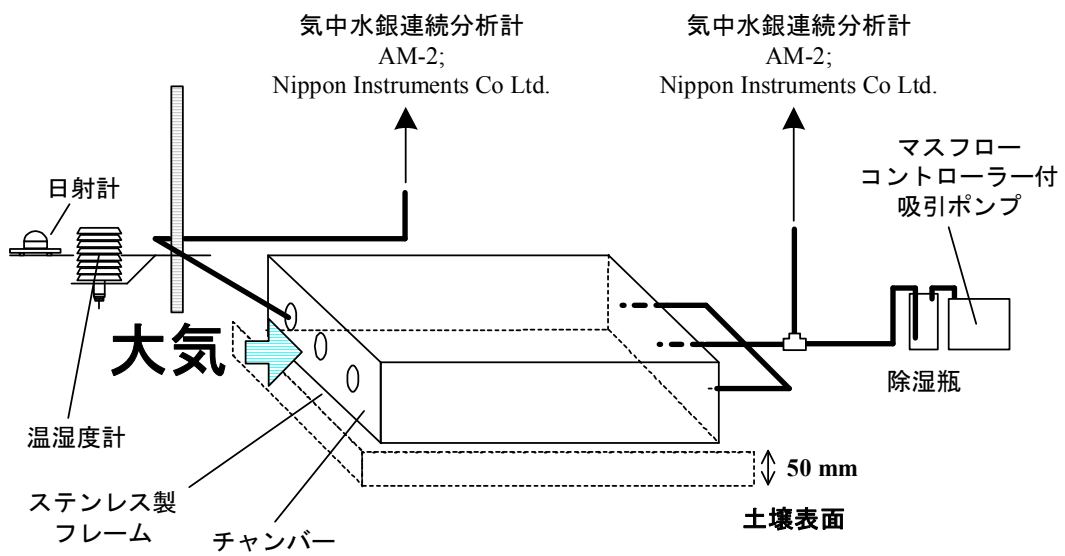 気中水銀連続分析計
AM-2;
Nippon Instruments Co Ltd.
気中水銀連続分析計
AM-2;
Nippon Instruments Co Ltd.
マスフロー
コントローラー付
吸引ポンプ
日射計
大気
除湿瓶
温湿度計
50 mm
ステンレス製
フレーム
チャンバー
土壌表面